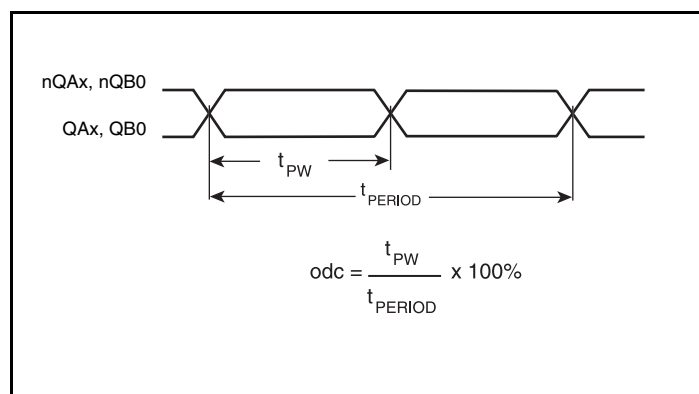 nQAx, nQB0
QAx, QB0
tPW
tPERIOD
odc = tPW / tPERIOD x 100%